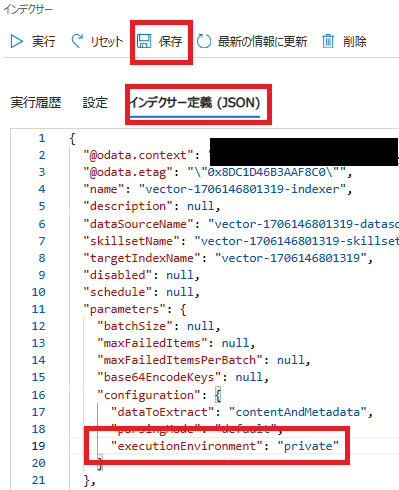 インデクサー
実行 リセット 保存 最新の情報に更新 削除
実行履歴 設定 インデクサー定義 (JSON)
1 {
2 "@odata.context": "
3 "@odata.etag": "\"0x8DC1D46B3AAF8C0\"",
4 "name": "vector-1706146801319-indexer",
5 "description": null,
6 "dataSourceName": "vector-1706146801319-dataso
7 "skillsetName": "vector-1706146801319-skillset
8 "targetIndexName": "vector-1706146801319",
9 "disabled": null,
10 "schedule": null,
11 "parameters": {
12 "batchSize": null,
13 "maxFailedItems": null,
14 "maxFailedItemsPerBatch": null,
15 "base64EncodeKeys": null,
16 "configuration": {
17 "dataToExtract": "contentAndMetadata",
18 "parsingMode": "default",
19 "executionEnvironment": "private"
20 }
21 },